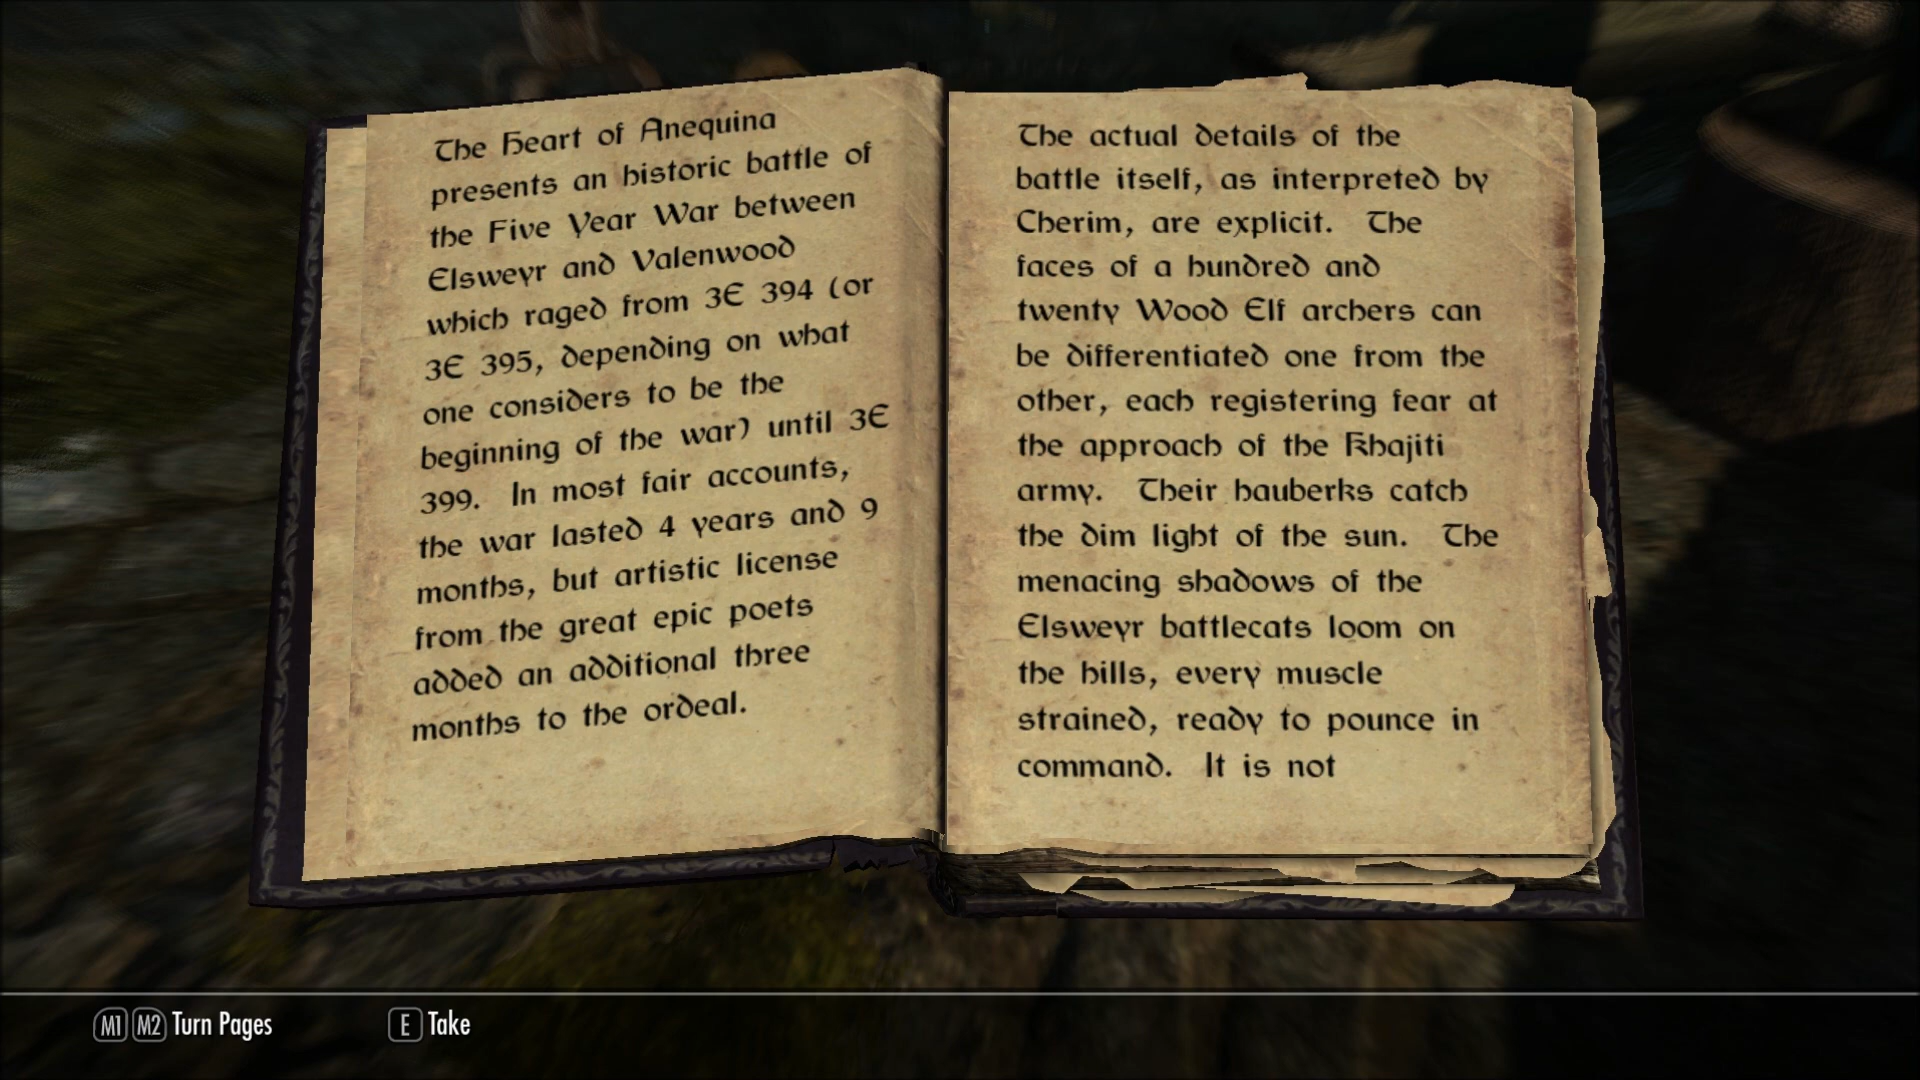 The Heart of Anequina
presents an historic battle of
the Five Year War between
Elsweyr and Valenwood
which raged from 3E 394 (or
3E 395, depending on what
one considers to be the
beginning of the war) until 3E
399.  In most fair accounts,
the war lasted 4 years and 9
months, but artistic license
from the great epic poets
added an additional three
months to the ordeal.
The actual details of the
battle itself, as interpreted by
Cherim, are explicit.  The
faces of a hundred and
twenty Wood Elf archers can
be differentiated one from the
other, each registering fear at
the approach of the Khajiti
army.  Their hauberks catch
the dim light of the sun.  The
menacing shadows of the
Elsweyr battlecats loom on
the hills, every muscle
strained, ready to pounce in
command.  It is not
M1 M2 Turn Pages
E Take